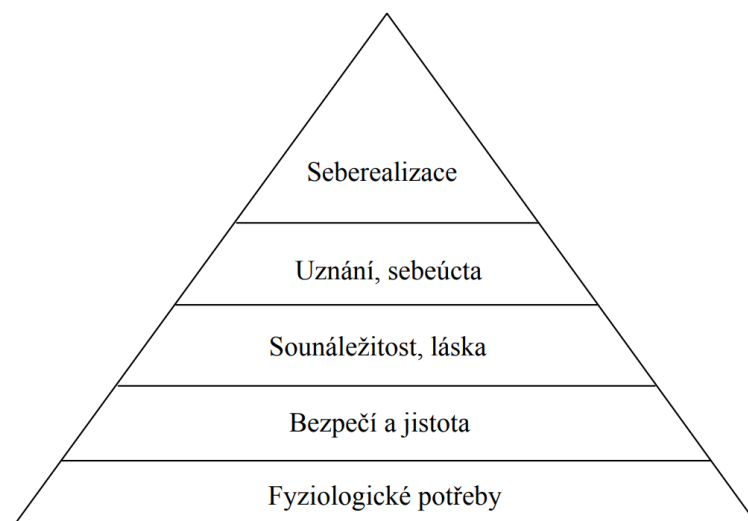 Seberealizace
Uznání, sebeúcta
Sounáležitost, láska
Bezpečí a jistota
Fyziologické potřeby